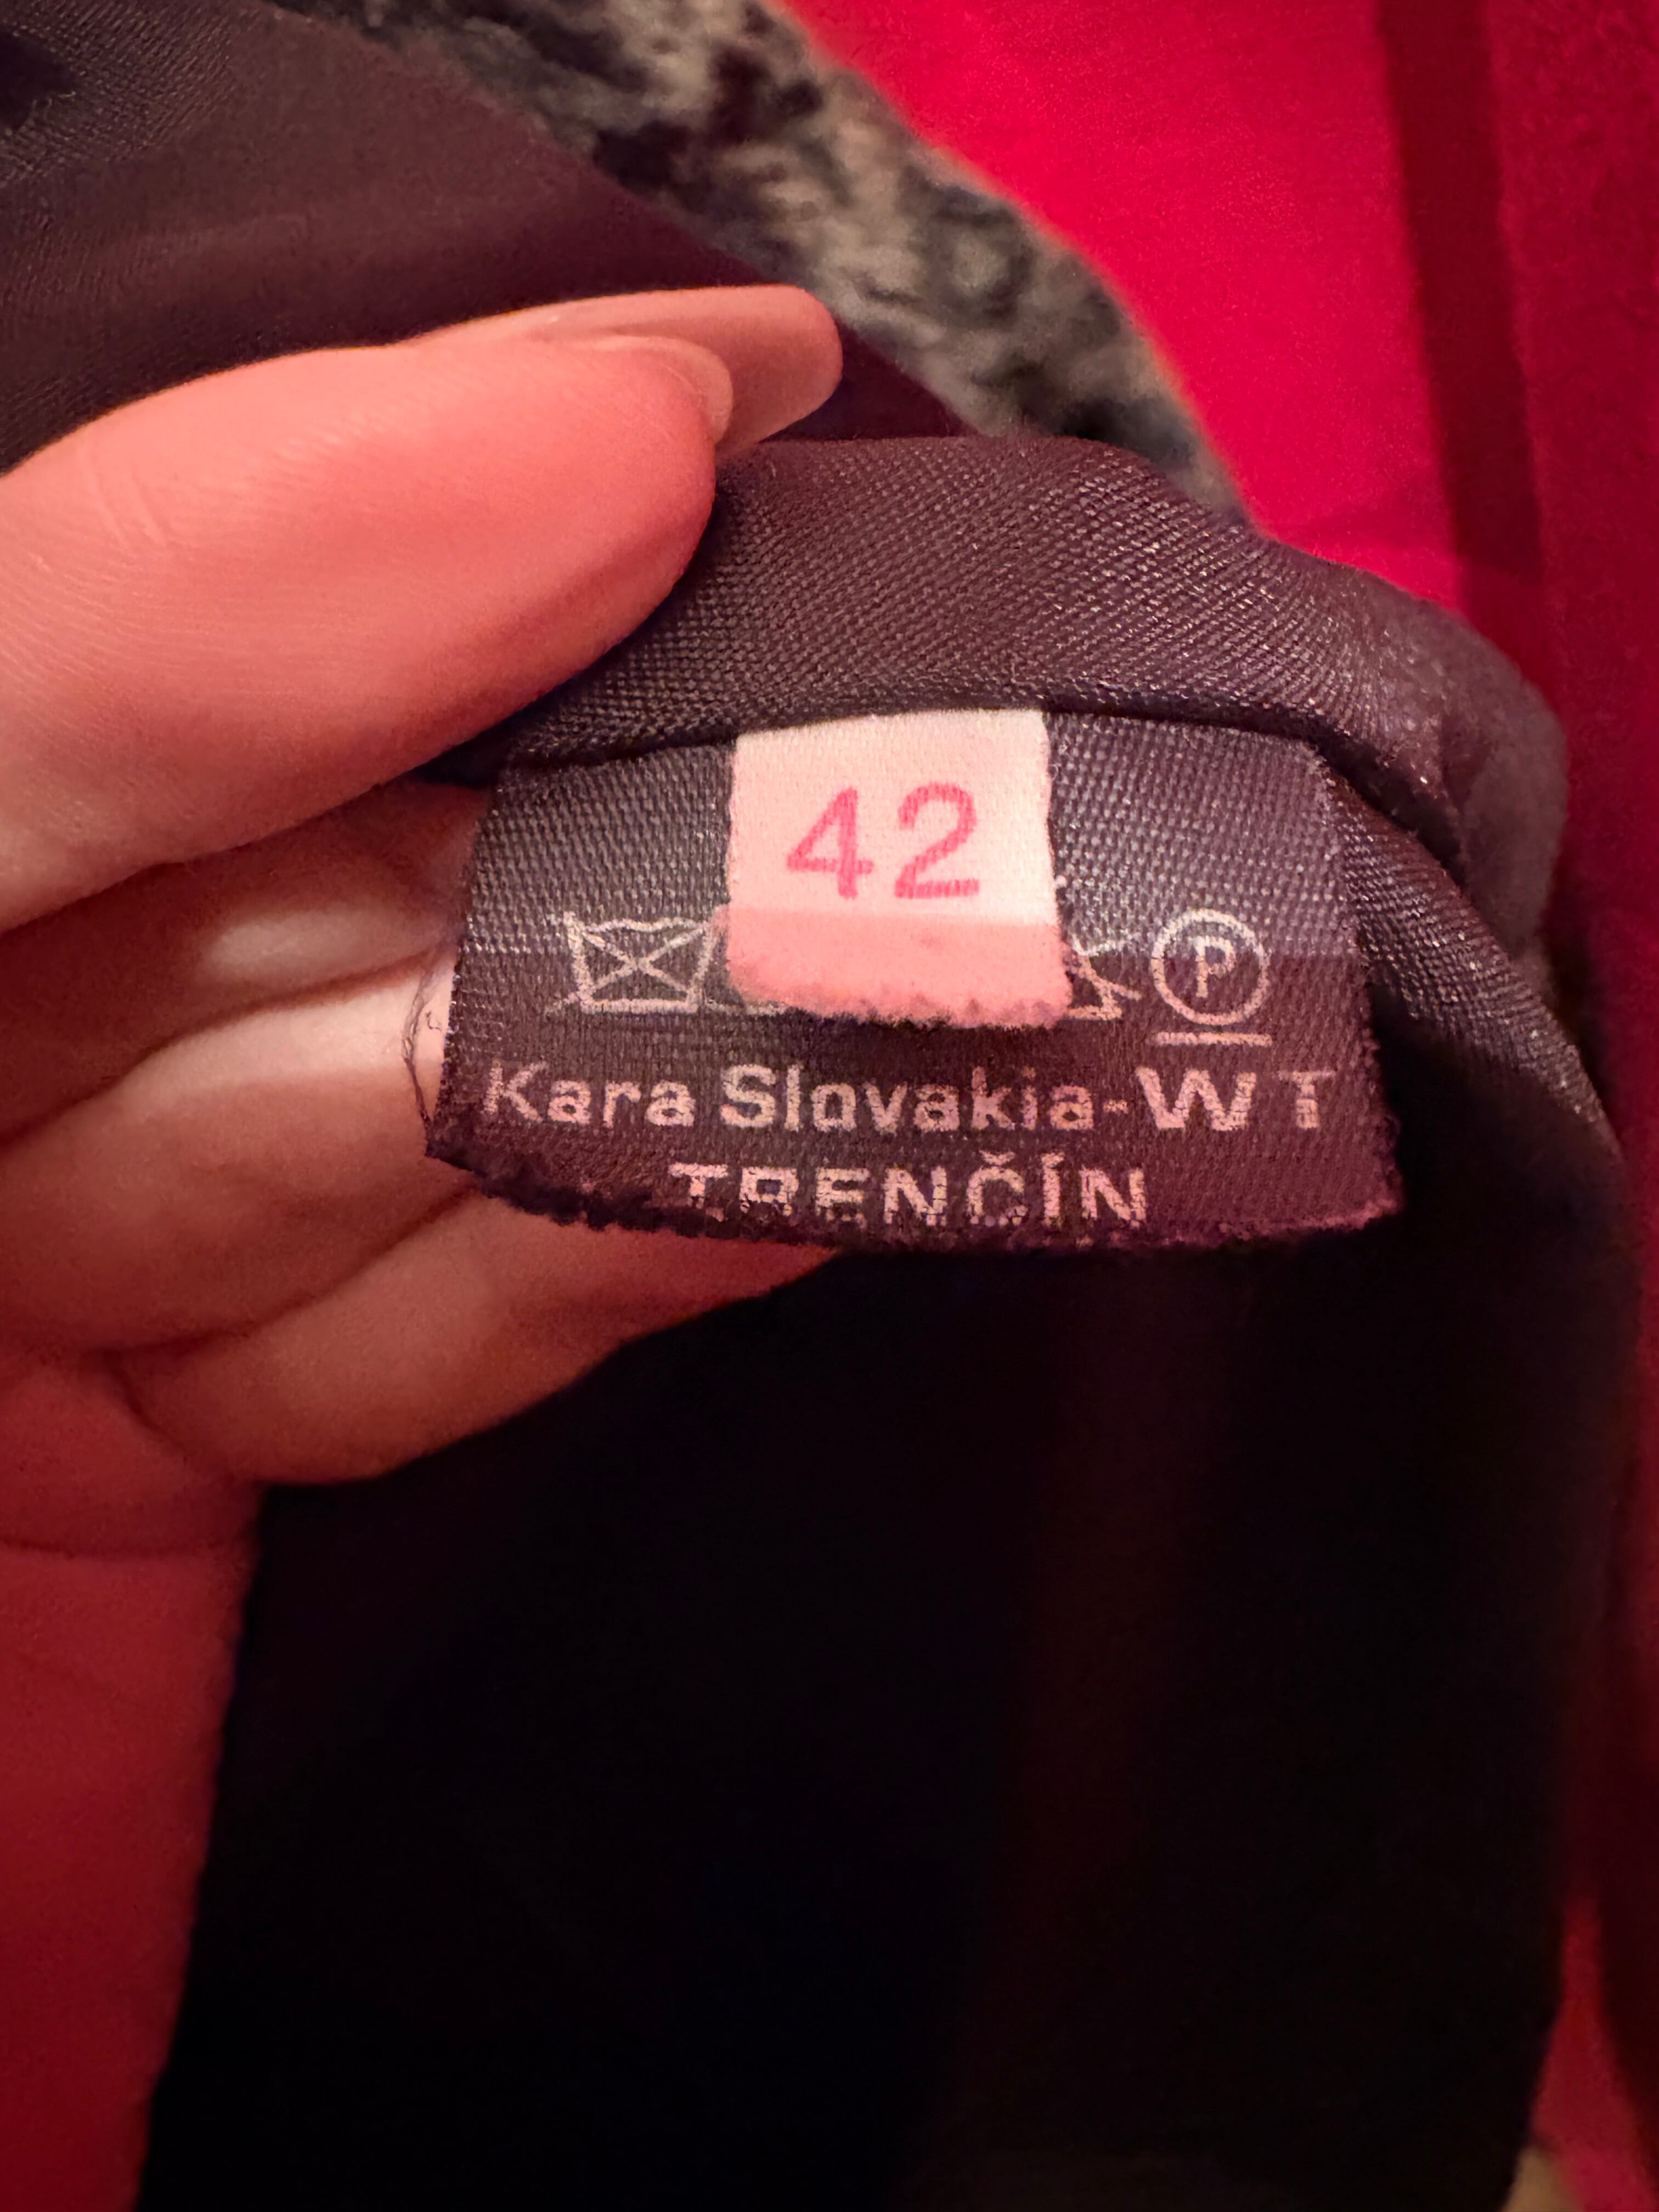 42
P
Kara Slovakia-WT
TRENČÍN